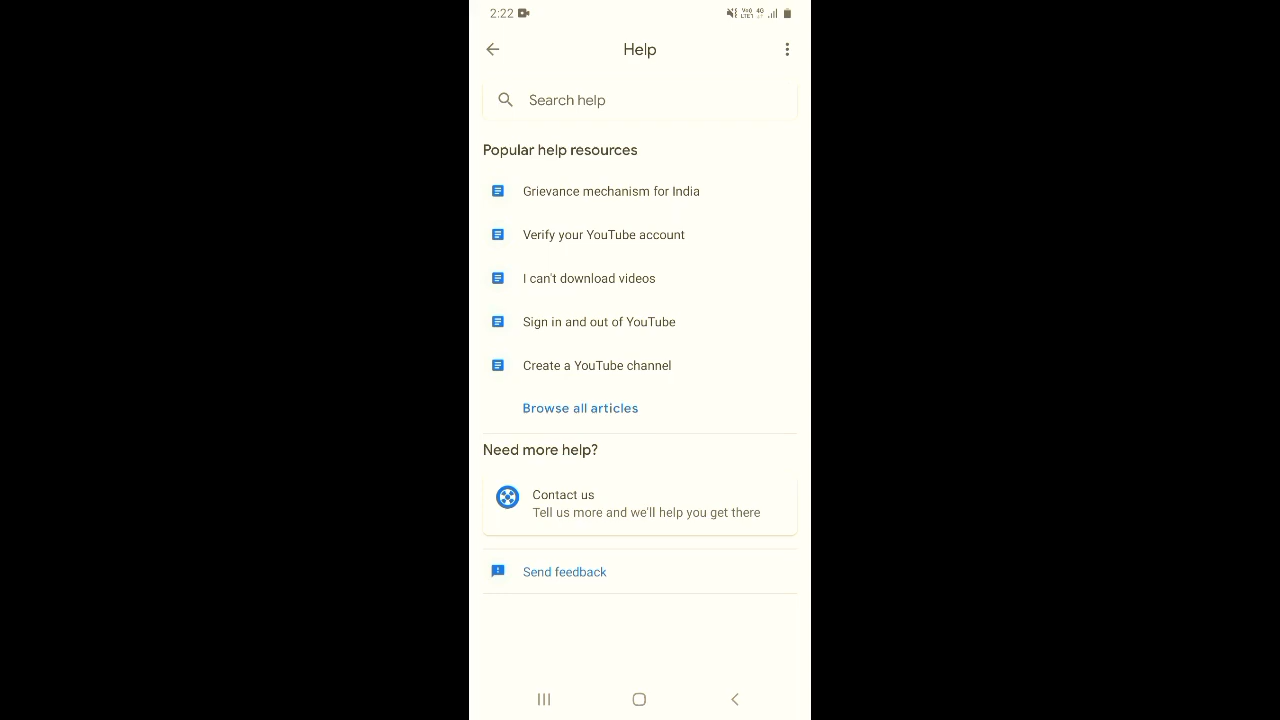 2:22
4G
Help
Search help
Popular help resources
Grievance mechanism for India
Verify your YouTube account
I can't download videos
Sign in and out of YouTube
Create a YouTube channel
Browse all articles
Need more help?
Contact us
Tell us more and we'll help you get there
Send feedback